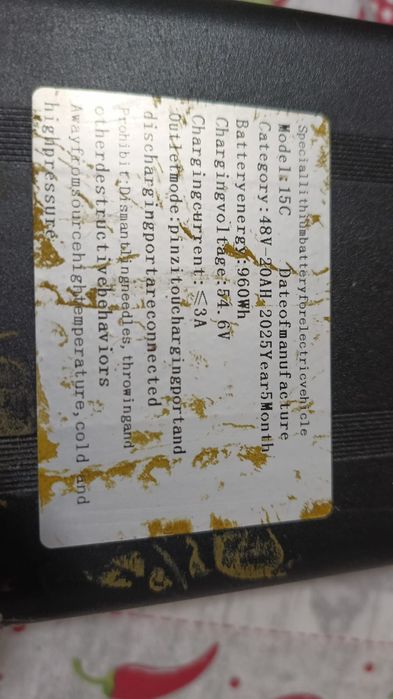 Speciallithiumbatteryforelectricvehicle
Model:15C Dateofmanufacture
Category:48V-20AH 2025Year5Month
Batteryenergy:960Wh
Chargingvoltage:54.6V
Chargingcurrent:≤3A
Outletmode:pinzitouchargingportand
dischargingportareconnected
Prohibit:Dismantlingneedles,throwingand
otherdestructivebehaviors
Awayfromsourcehightemperature,cold and
highpressure